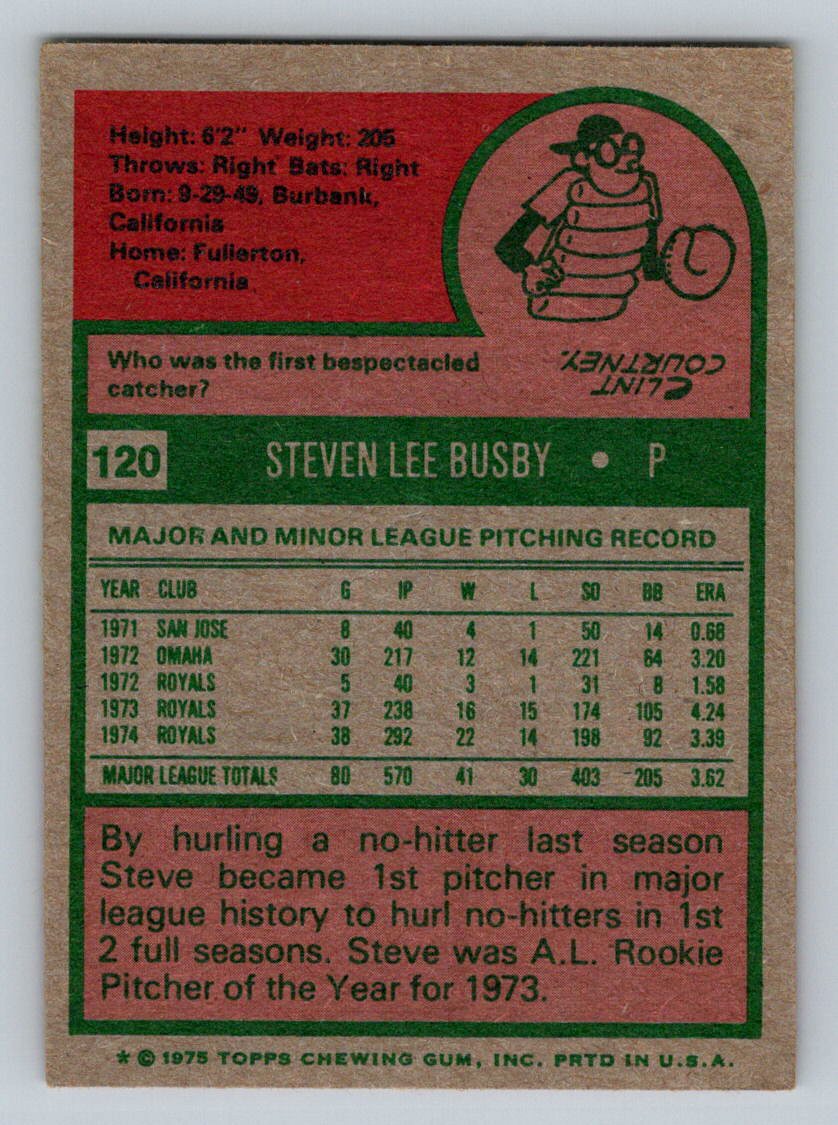 Height: 6'2" Weight: 205
Throws: Right Bats: Right
Born: 9-29-49, Burbank,
California
Home: Fullerton,
California
Who was the first bespectacled
catcher?
CLINT
COURTNEY.
120 STEVEN LEE BUSBY • P
MAJOR AND MINOR LEAGUE PITCHING RECORD
YEAR CLUB G IP W L SO BB ERA
1971 SAN JOSE 8 40 4 1 50 14 0.68
1972 OMAHA 30 217 12 14 221 64 3.20
1972 ROYALS 5 40 3 1 31 8 1.58
1973 ROYALS 37 238 16 15 174 105 4.24
1974 ROYALS 38 292 22 14 198 92 3.39
MAJOR LEAGUE TOTALS 80 570 41 30 403 205 3.62
By hurling a no-hitter last season
Steve became 1st pitcher in major
league history to hurl no-hitters in 1st
2 full seasons. Steve was A.L. Rookie
Pitcher of the Year for 1973.
* © 1975 TOPPS CHEWING GUM, INC. PRTD IN U.S.A.